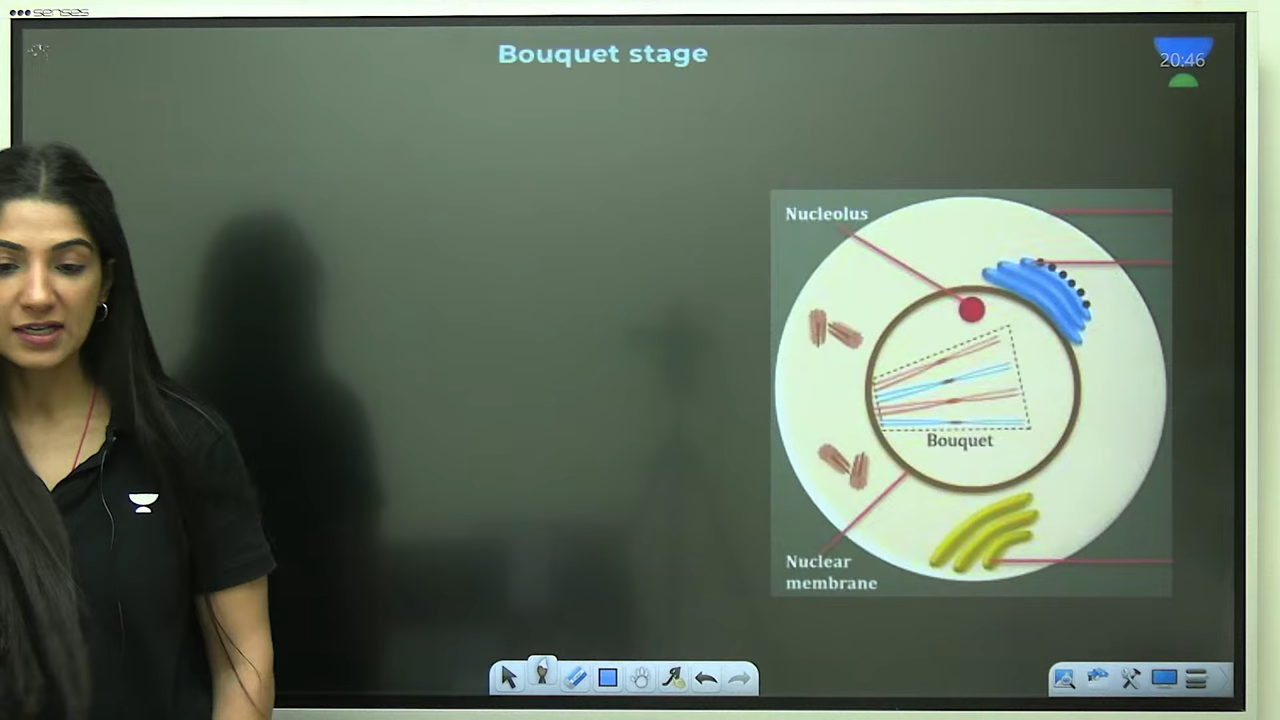 senses
Bouquet stage
20:46
Nucleolus
Bouquet
Nuclear
membrane